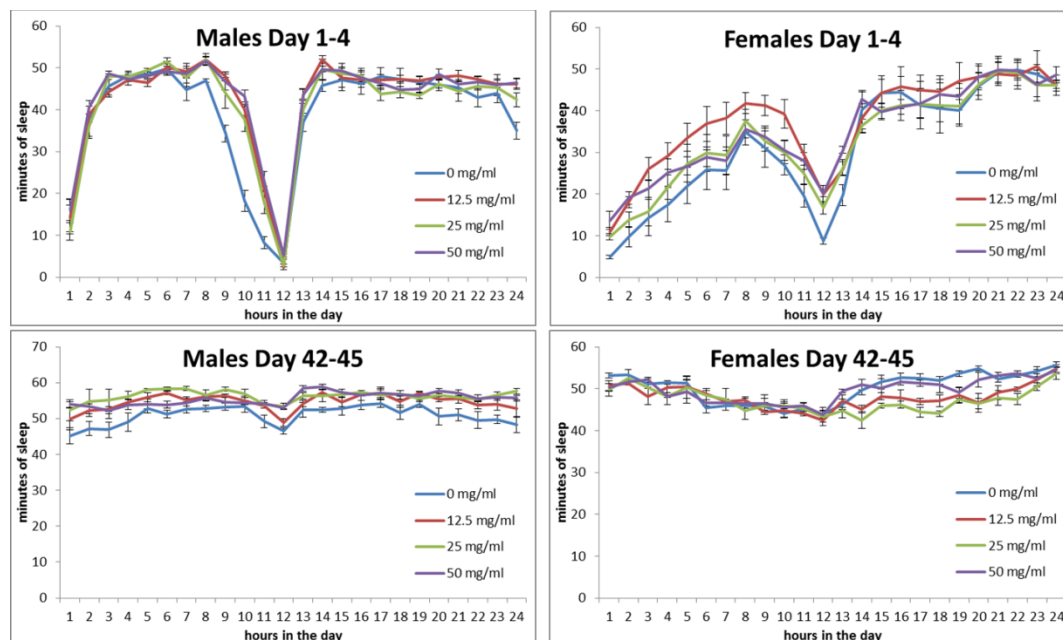 Males Day 1-4
minutes of sleep
60
50
40
30
20
10
0
0 mg/ml
12.5 mg/ml
25 mg/ml
50 mg/ml
1 2 3 4 5 6 7 8 9 10 11 12 13 14 15 16 17 18 19 20 21 22 23 24
hours in the day
Females Day 1-4
minutes of sleep
60
50
40
30
20
10
0
0 mg/ml
12.5 mg/ml
25 mg/ml
50 mg/ml
1 2 3 4 5 6 7 8 9 10 11 12 13 14 15 16 17 18 19 20 21 22 23 24
hours in the day
Males Day 42-45
minutes of sleep
70
60
50
40
30
20
10
0
0 mg/ml
12.5 mg/ml
25 mg/ml
50 mg/ml
1 2 3 4 5 6 7 8 9 10 11 12 13 14 15 16 17 18 19 20 21 22 23 24
hours in the day
Females Day 42-45
minutes of sleep
60
50
40
30
20
10
0
0 mg/ml
12.5 mg/ml
25 mg/ml
50 mg/ml
1 2 3 4 5 6 7 8 9 10 11 12 13 14 15 16 17 18 19 20 21 22 23 24
hours in the day